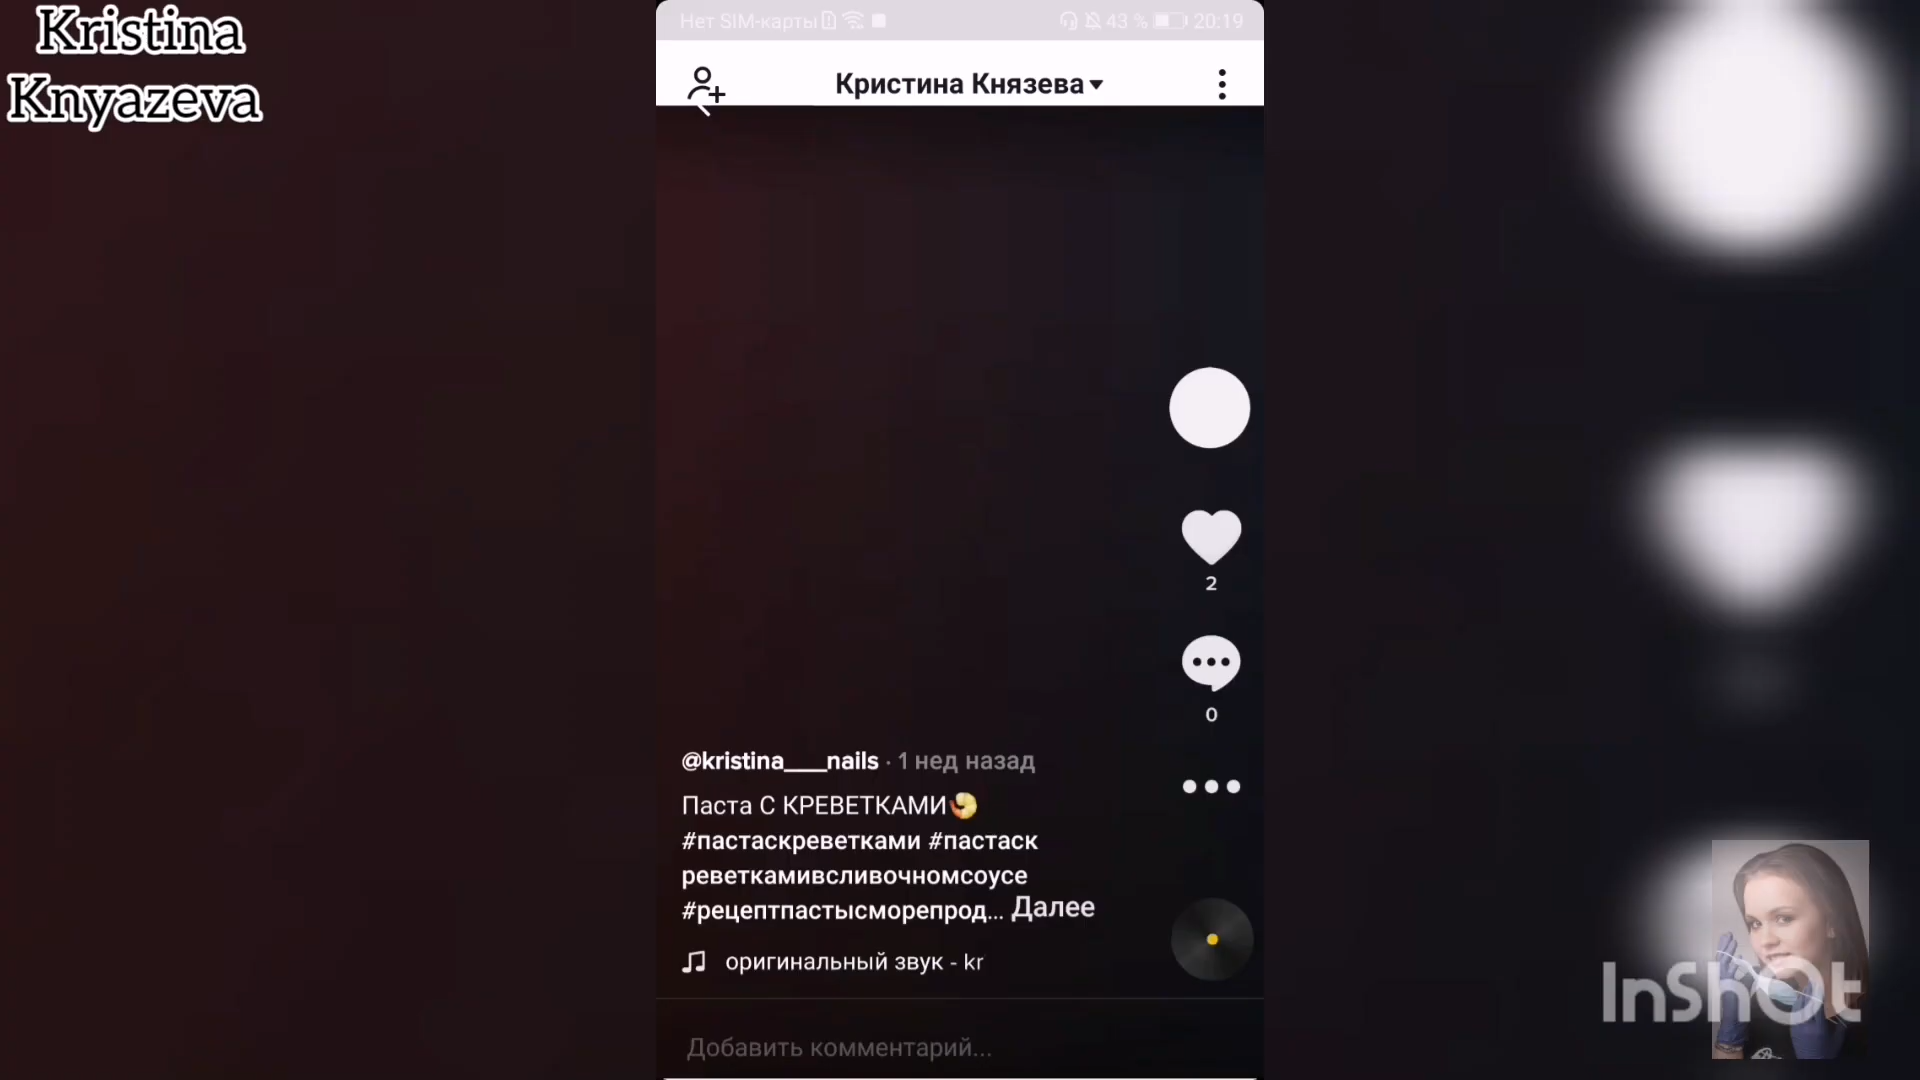 Kristina
Knyazeva
Нет SIM-карты
43 %
20:19
Кристина Князева
2
0
@kristina____nails · 1 нед назад
Паста С КРЕВЕТКАМИ🍤
#пастаскреветками #пастаск
реветкамивсливочномсоусе
#рецептпастысморепрод... Далее
оригинальный звук - kr
Добавить комментарий...
InShOt